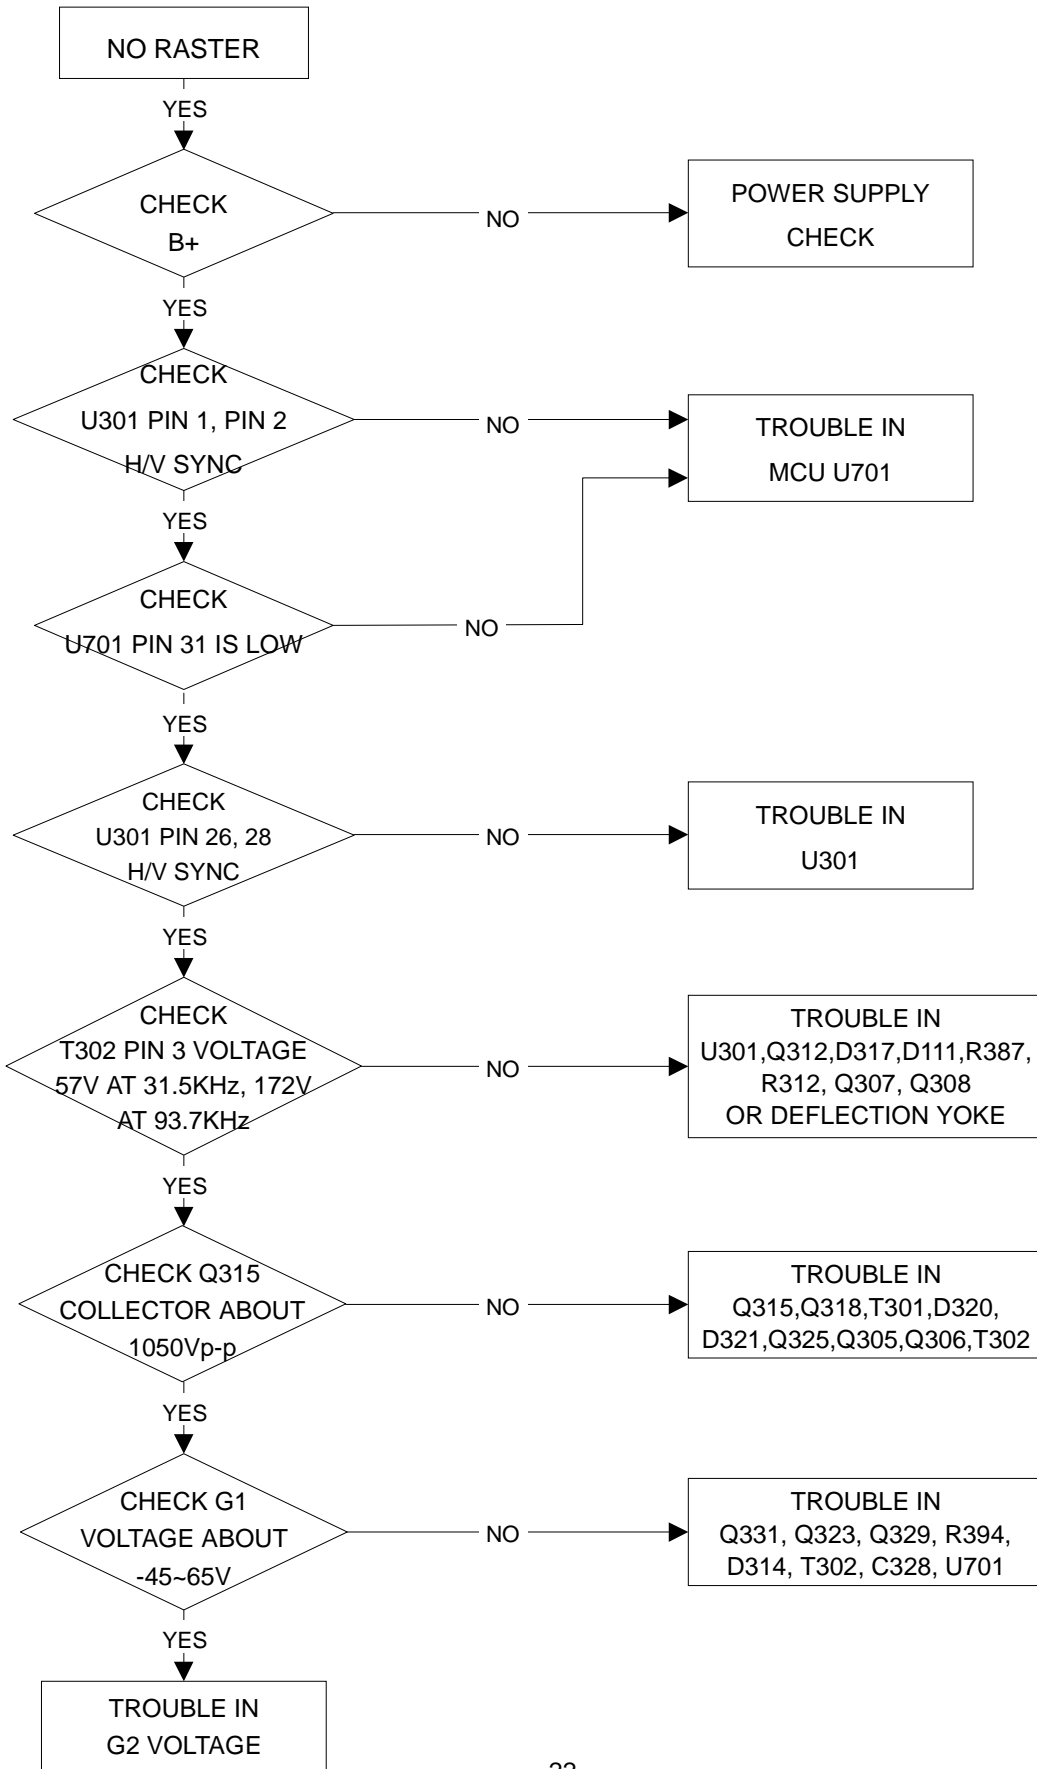 NO RASTER
YES
CHECK
B+
NO
POWER SUPPLY
CHECK
YES
CHECK
U301 PIN 1, PIN 2
H/V SYNC
NO
TROUBLE IN
MCU U701
YES
CHECK
U701 PIN 31 IS LOW
NO
YES
CHECK
U301 PIN 26, 28
H/V SYNC
NO
TROUBLE IN
U301
YES
CHECK
T302 PIN 3 VOLTAGE
57V AT 31.5KHz, 172V
AT 93.7KHz
NO
TROUBLE IN
U301,Q312,D317,D111,R387,
R312, Q307, Q308
OR DEFLECTION YOKE
YES
CHECK Q315
COLLECTOR ABOUT
1050Vp-p
NO
TROUBLE IN
Q315,Q318,T301,D320,
D321,Q325,Q305,Q306,T302
YES
CHECK G1
VOLTAGE ABOUT
-45~65V
NO
TROUBLE IN
Q331, Q323, Q329, R394,
D314, T302, C328, U701
YES
TROUBLE IN
G2 VOLTAGE